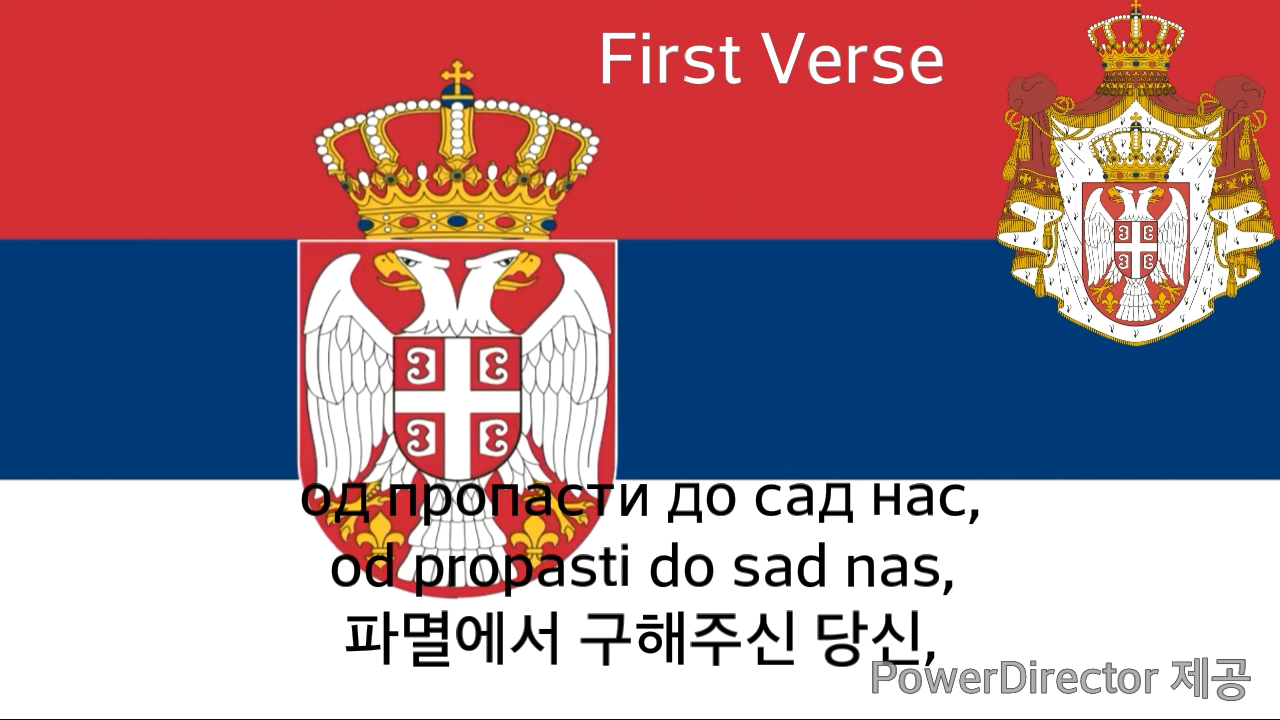 First Verse
од пропасти до сад нас,
od propasti do sad nas,
파멸에서 구해주신 당신,
PowerDirector 제공